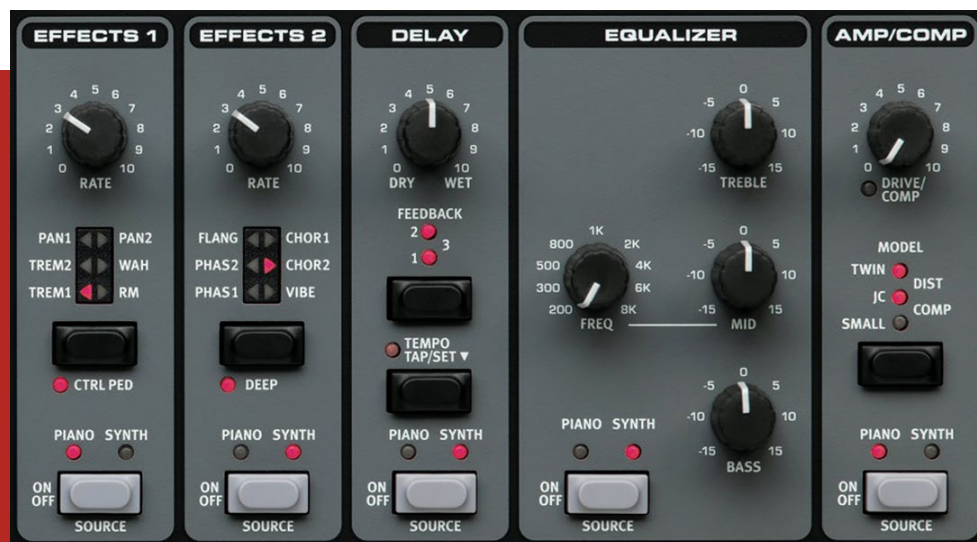 EFFECTS 1
3 4 5 6 7
2 8
1 9
0 10
RATE
PAN1 PAN2
TREM2 WAH
TREM1 RM
CTRL PED
PIANO SYNTH
ON
OFF
SOURCE
EFFECTS 2
3 4 5 6 7
2 8
1 9
0 10
RATE
FLANG CHOR1
PHAS2 CHOR2
PHAS1 VIBE
DEEP
PIANO SYNTH
ON
OFF
SOURCE
DELAY
3 4 5 6 7
2 8
1 9
0 10
DRY WET
FEEDBACK
2
3
1
TEMPO
TAP/SET ▼
PIANO SYNTH
ON
OFF
SOURCE
EQUALIZER
0
-5 5
-10 10
-15 15
TREBLE
1K
800 2K
500 4K
300 6K
200 8K
FREQ
0
-5 5
-10 10
-15 15
MID
0
-5 5
-10 10
-15 15
BASS
PIANO SYNTH
ON
OFF
SOURCE
AMP/COMP
3 4 5 6 7
2 8
1 9
0 10
DRIVE/
COMP
MODEL
TWIN
DIST
JC
COMP
SMALL
PIANO SYNTH
ON
OFF
SOURCE